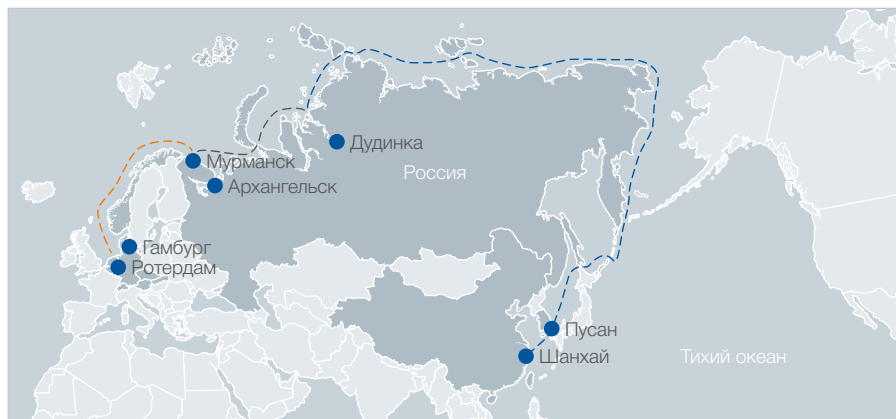 Дудинка
Мурманск
Россия
Архангельск
Гамбург
Ротердам
Пусан
Шанхай
Тихий океан